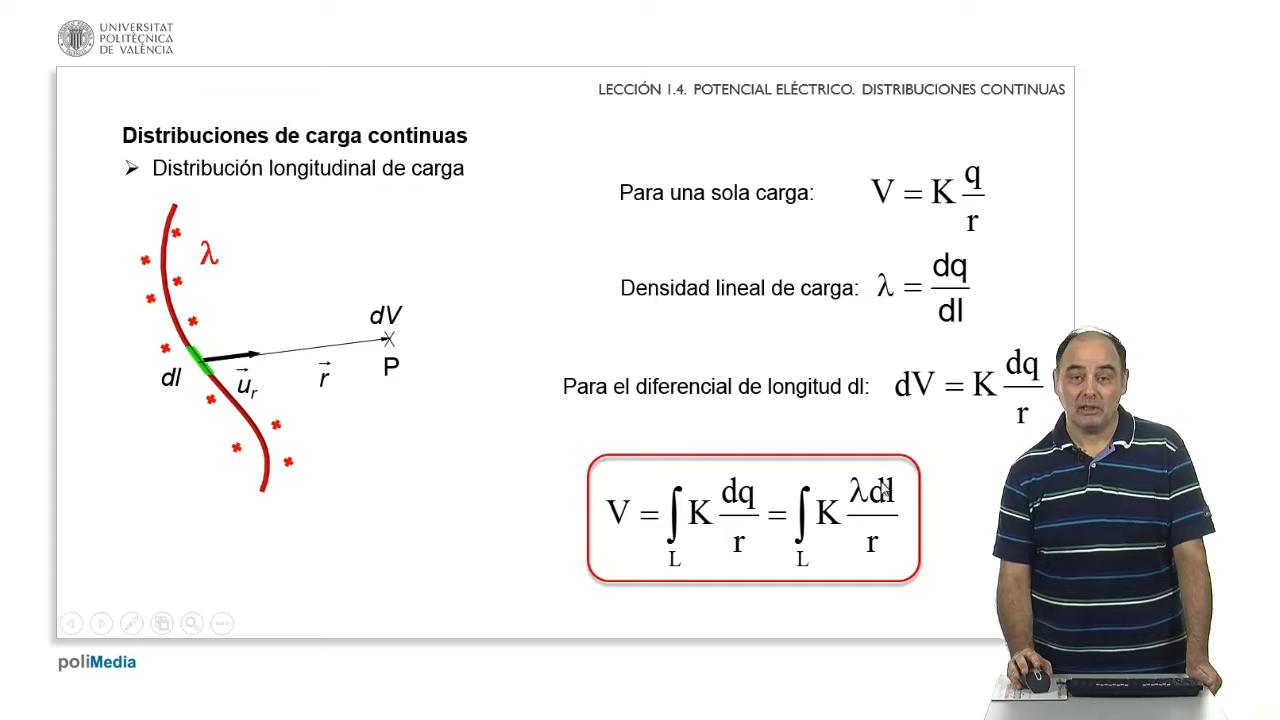 UNIVERSITAT
POLITÈCNICA
DE VALÈNCIA
LECCIÓN 1.4. POTENCIAL ELÉCTRICO. DISTRIBUCIONES CONTINUAS
Distribuciones de carga continuas
Distribución longitudinal de carga
λ
dV
P
dl
u_r
r
Para una sola carga: V = K q/r
Densidad lineal de carga: λ = dq/dl
Para el diferencial de longitud dl: dV = K dq/r
V = ∫_L K dq/r = ∫_L K λdl/r
poliMedia